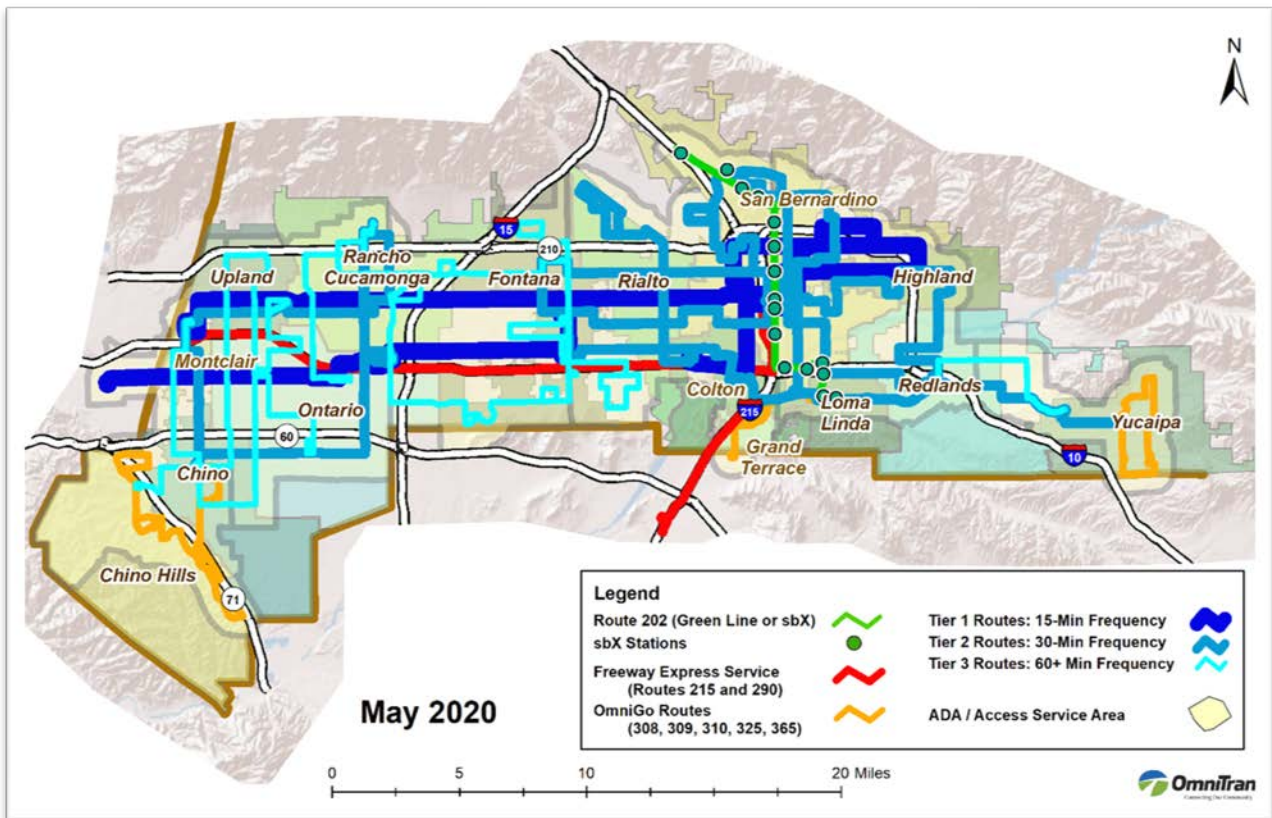 N
San Bernardino
15
210
Rancho
Cucamonga
Upland
Fontana
Rialto
Highland
Montclair
Ontario
Colton
Redlands
Loma
Linda
215
60
Grand
Terrace
Yucaipa
10
Chino
Chino Hills
71
Legend
Route 202 (Green Line or sbX)
sbX Stations
Freeway Express Service
(Routes 215 and 290)
OmniGo Routes
(308, 309, 310, 325, 365)
Tier 1 Routes: 15-Min Frequency
Tier 2 Routes: 30-Min Frequency
Tier 3 Routes: 60+ Min Frequency
ADA / Access Service Area
May 2020
0 5 10 20 Miles
OmniTran
Connecting Our Community